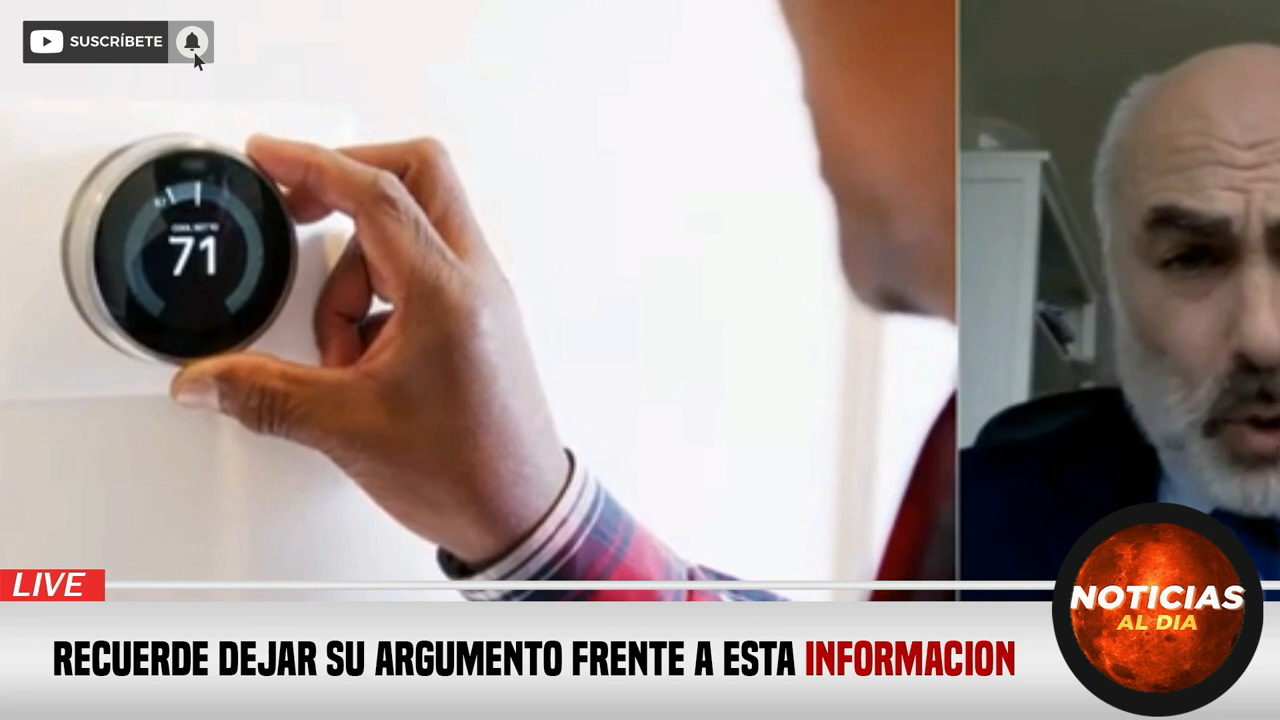 SUSCRÍBETE
71
LIVE
NOTICIAS
AL DIA
RECUERDE DEJAR SU ARGUMENTO FRENTE A ESTA INFORMACION